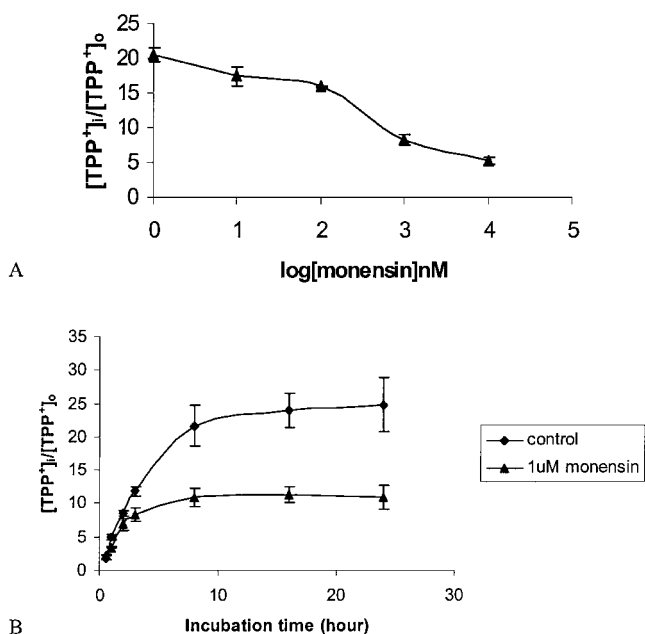 25
20
15
10
5
0
[TPP+]i/[TPP+]o
0 1 2 3 4 5
log[monensin]nM
A
35
30
25
20
15
10
5
0
[TPP+]i/[TPP+]o
0 10 20 30
Incubation time (hour)
control
1uM monensin
B